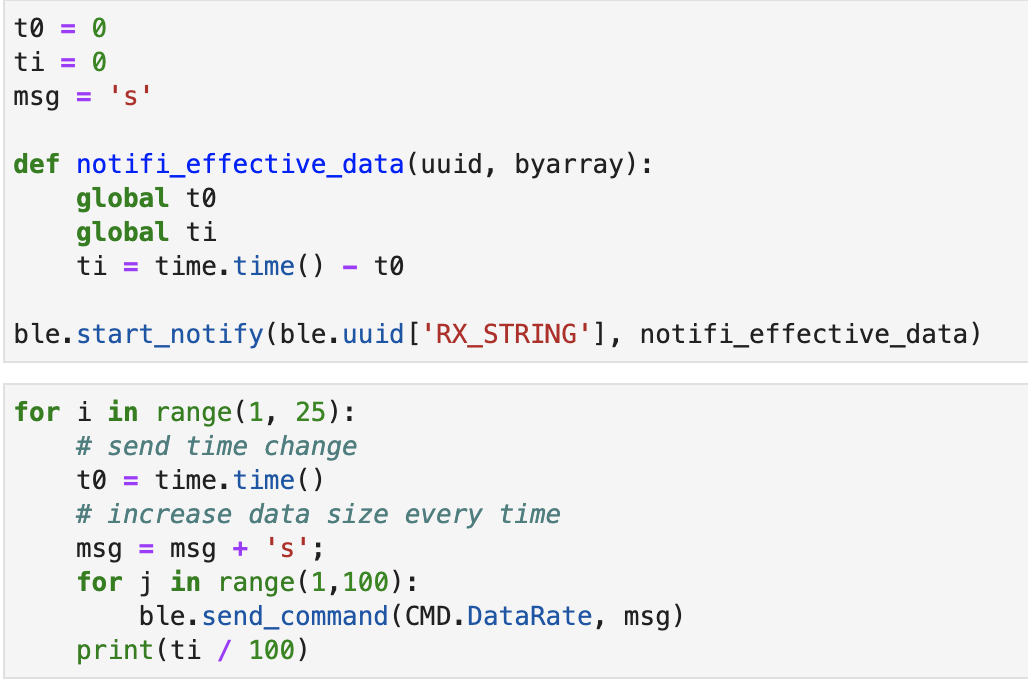 t0 = 0
ti = 0
msg = 's'
def notifi_effective_data(uuid, byarray):
    global t0
    global ti
    ti = time.time() - t0
ble.start_notify(ble.uuid['RX_STRING'], notifi_effective_data)
for i in range(1, 25):
    # send time change
    t0 = time.time()
    # increase data size every time
    msg = msg + 's';
    for j in range(1,100):
        ble.send_command(CMD.DataRate, msg)
    print(ti / 100)